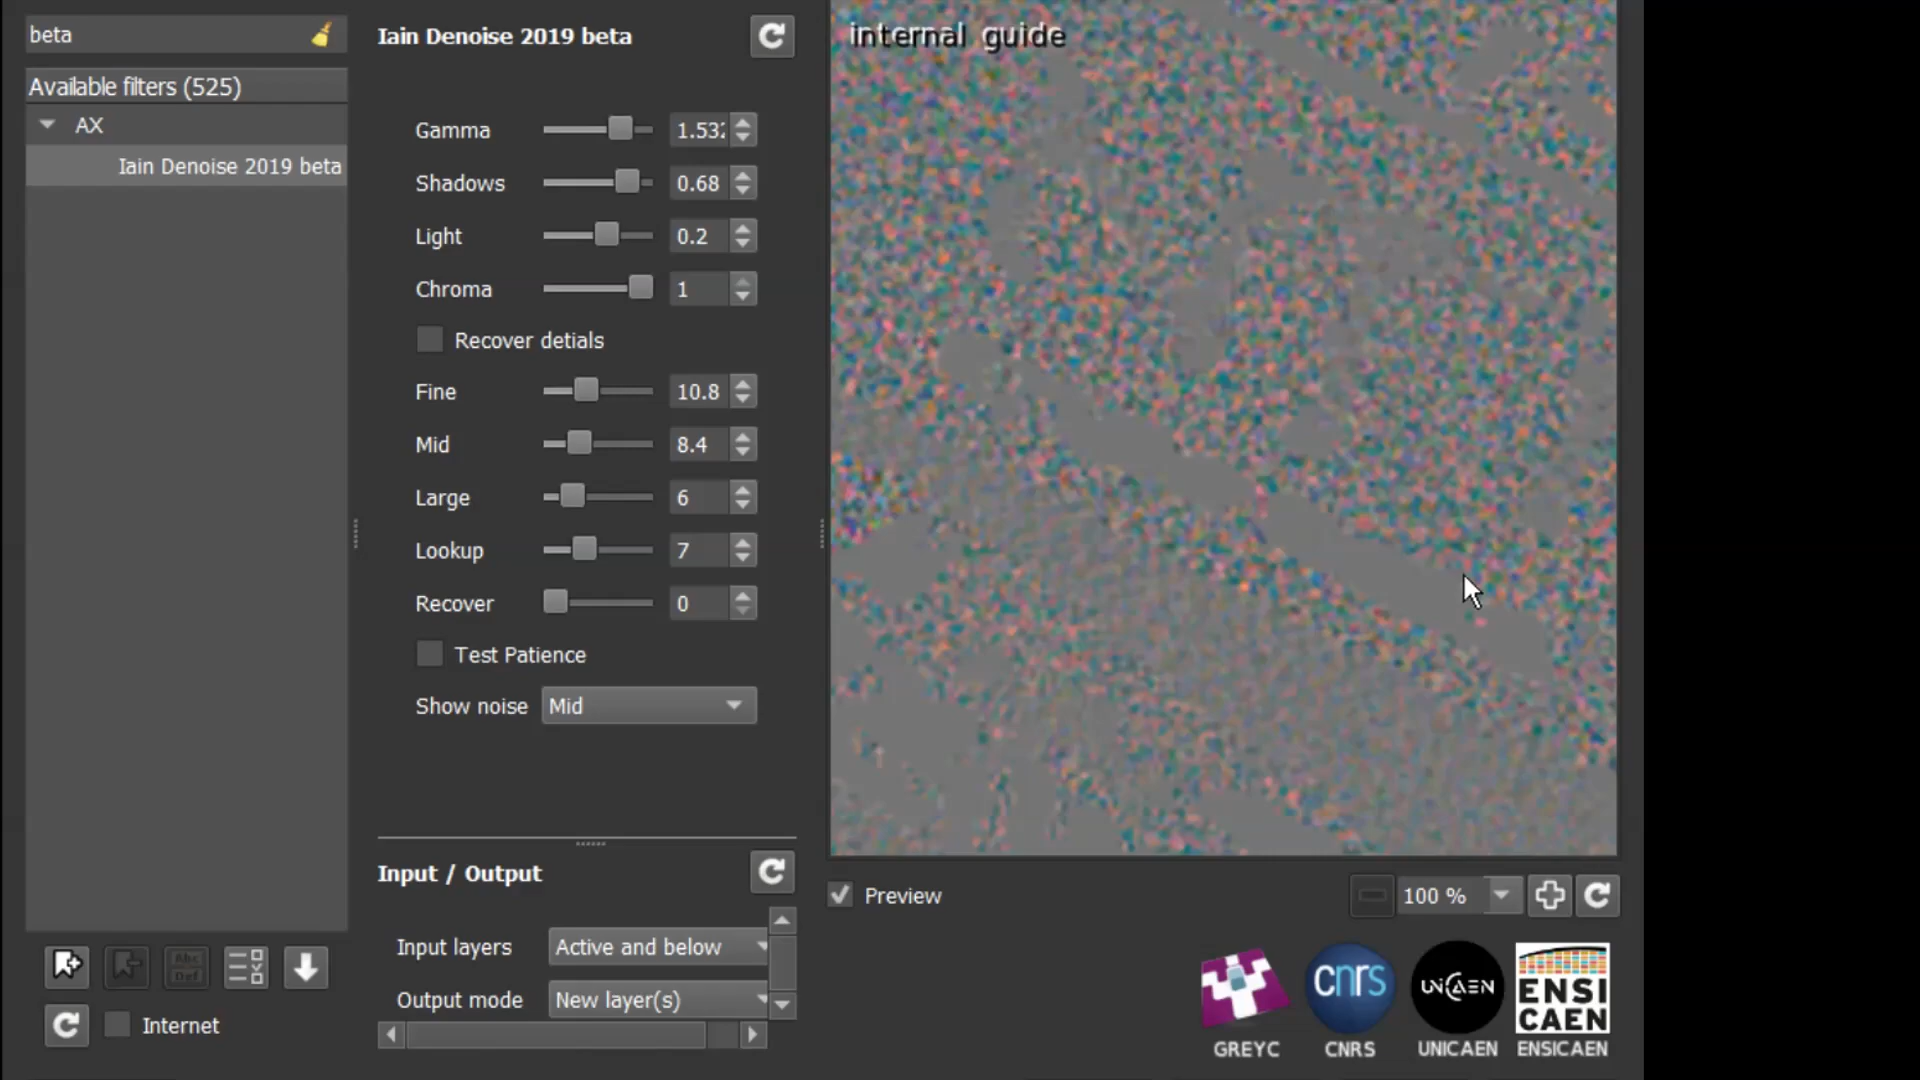 beta
Available filters (525)
AX
Iain Denoise 2019 beta
Internet
Iain Denoise 2019 beta
Gamma 1.532
Shadows 0.68
Light 0.2
Chroma 1
Recover detials
Fine 10.8
Mid 8.4
Large 6
Lookup 7
Recover 0
Test Patience
Show noise Mid
Input / Output
Input layers Active and below
Output mode New layer(s)
internal guide
Preview
100 %
cnrs
UNICAEN
ENSI
CAEN
GREYC
CNRS
UNICAEN
ENSICAEN